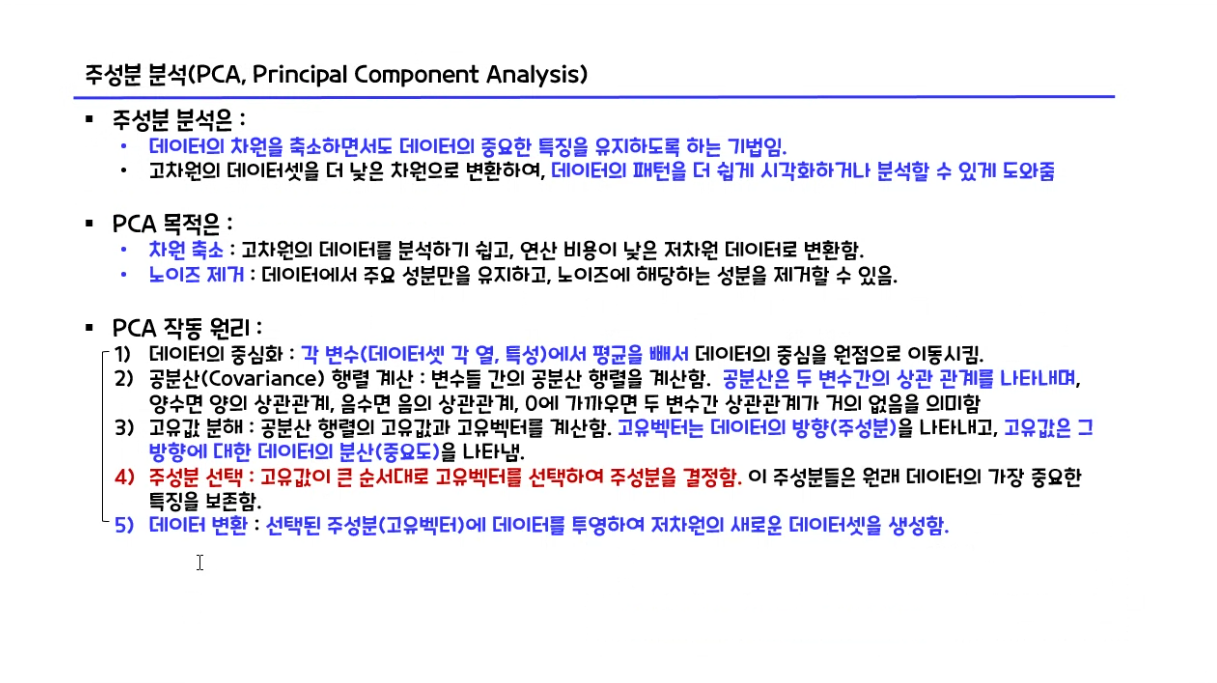 주성분 분석(PCA, Principal Component Analysis)
▪ 주성분 분석은 :
• 데이터의 차원을 축소하면서도 데이터의 중요한 특징을 유지하도록 하는 기법임.
• 고차원의 데이터셋을 더 낮은 차원으로 변환하여, 데이터의 패턴을 더 쉽게 시각화하거나 분석할 수 있게 도와줌
▪ PCA 목적은 :
• 차원 축소 : 고차원의 데이터를 분석하기 쉽고, 연산 비용이 낮은 저차원 데이터로 변환함.
• 노이즈 제거 : 데이터에서 주요 성분만을 유지하고, 노이즈에 해당하는 성분을 제거할 수 있음.
▪ PCA 작동 원리 :
1) 데이터의 중심화 : 각 변수(데이터셋 각 열, 특성)에서 평균을 빼서 데이터의 중심을 원점으로 이동시킴.
2) 공분산(Covariance) 행렬 계산 : 변수들 간의 공분산 행렬을 계산함. 공분산은 두 변수간의 상관 관계를 나타내며,
양수면 양의 상관관계, 음수면 음의 상관관계, 0에 가까우면 두 변수간 상관관계가 거의 없음을 의미함
3) 고유값 분해 : 공분산 행렬의 고유값과 고유벡터를 계산함. 고유벡터는 데이터의 방향(주성분)을 나타내고, 고유값은 그
방향에 대한 데이터의 분산(중요도)을 나타냄.
4) 주성분 선택 : 고유값이 큰 순서대로 고유벡터를 선택하여 주성분을 결정함. 이 주성분들은 원래 데이터의 가장 중요한
특징을 보존함.
5) 데이터 변환 : 선택된 주성분(고유벡터)에 데이터를 투영하여 저차원의 새로운 데이터셋을 생성함.